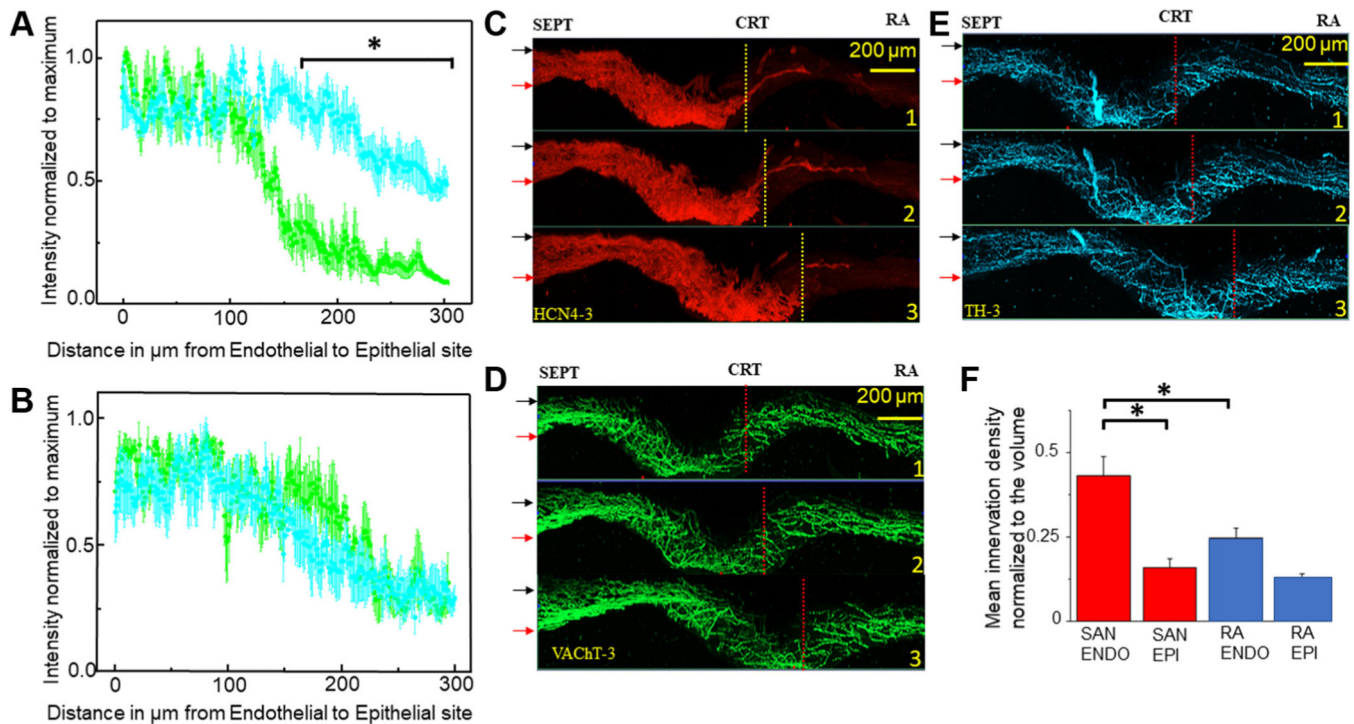 A
Intensity normalized to maximum
1.0
0.5
0.0
*
0 100 200 300
Distance in µm from Endothelial to Epithelial site
B
Intensity normalized to maximum
1.0
0.5
0.0
0 100 200 300
Distance in µm from Endothelial to Epithelial site
C
SEPT CRT RA
200 µm
1
2
3
HCN4-3
D
SEPT CRT RA
200 µm
1
2
3
VAChT-3
E
SEPT CRT RA
200 µm
1
2
3
TH-3
F
Mean innervation density
normalized to the volume
*
*
0.5
0.25
0
SAN ENDO
SAN EPI
RA ENDO
RA EPI